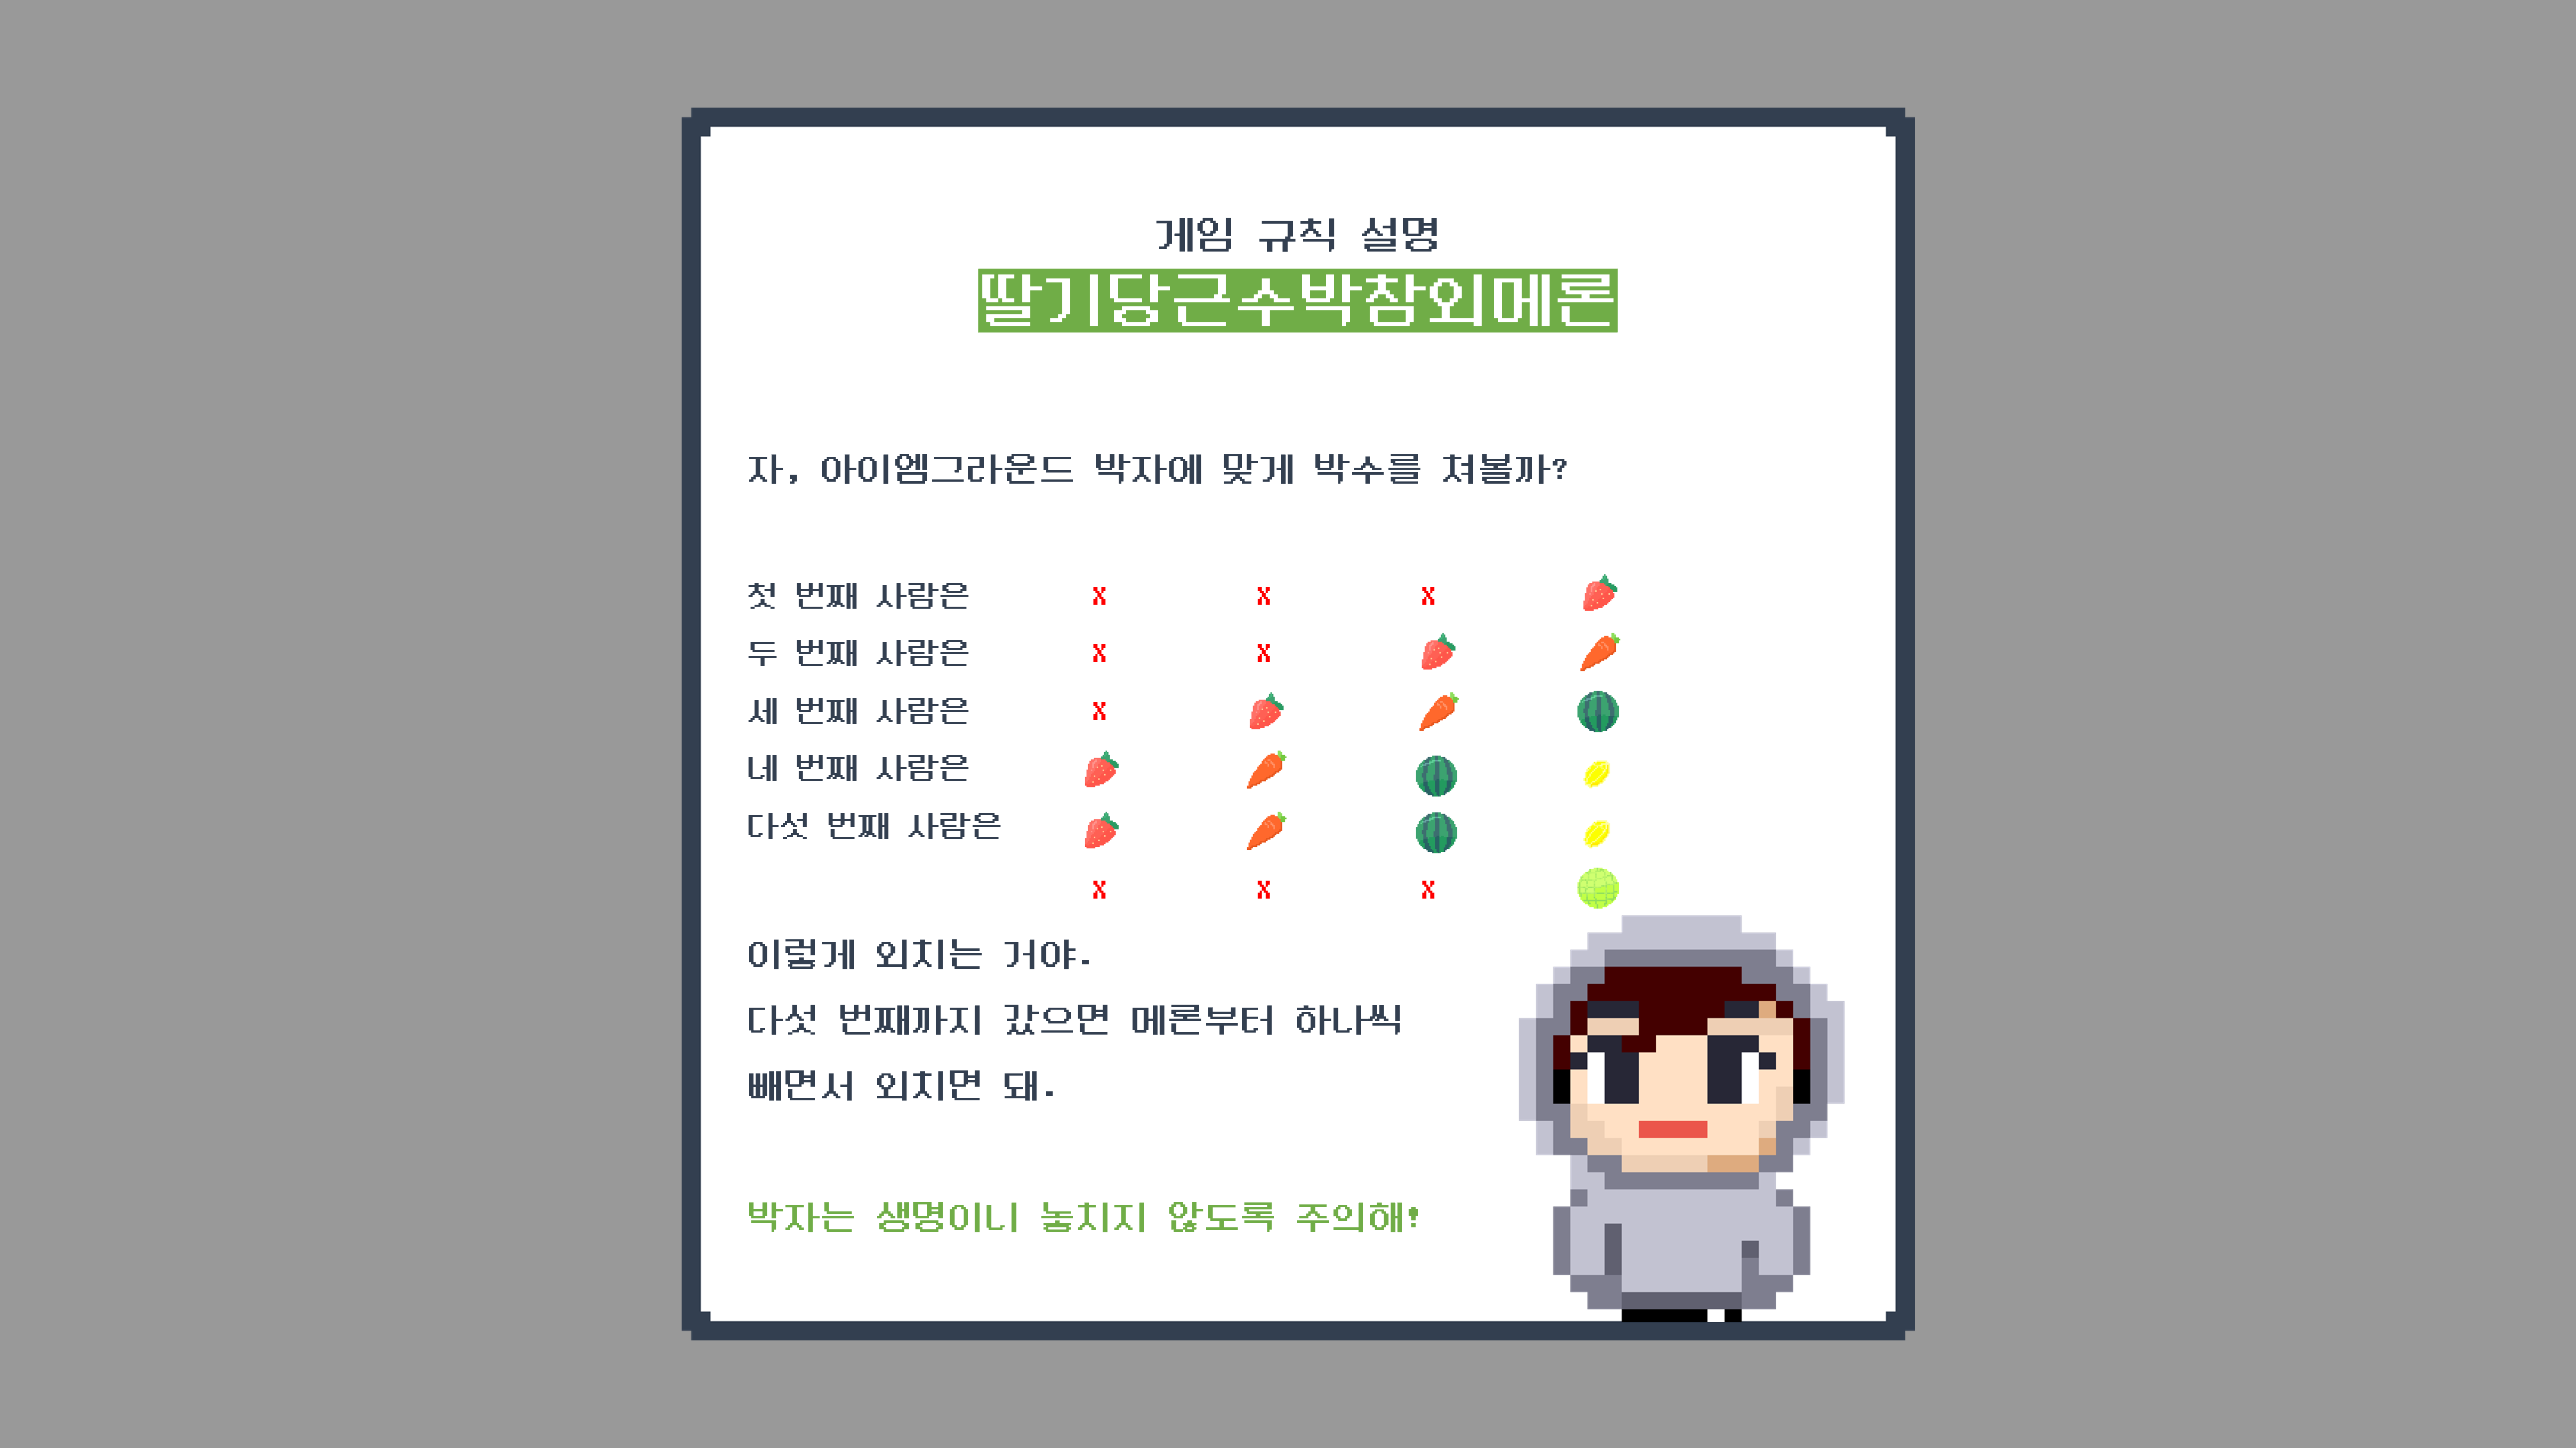 게임 규칙 설명
딸기당근수박참외메론
자, 아이엠그라운드 박자에 맞게 박수를 쳐볼까?
첫 번째 사람은 X X X
두 번째 사람은 X X
세 번째 사람은 X
네 번째 사람은
다섯 번째 사람은
X X X
이렇게 외치는 거야.
다섯 번째까지 갔으면 메론부터 하나씩
빼면서 외치면 돼.
박자는 생명이니 놓치지 않도록 주의해!